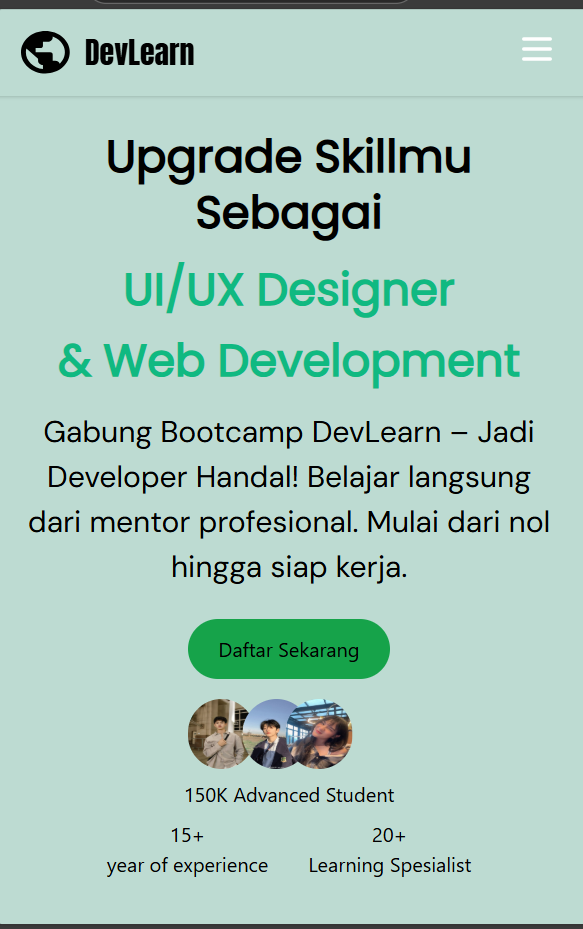 DevLearn
Upgrade Skillmu
Sebagai
UI/UX Designer
& Web Development
Gabung Bootcamp DevLearn – Jadi
Developer Handal! Belajar langsung
dari mentor profesional. Mulai dari nol
hingga siap kerja.
Daftar Sekarang
150K Advanced Student
15+
year of experience
20+
Learning Spesialist